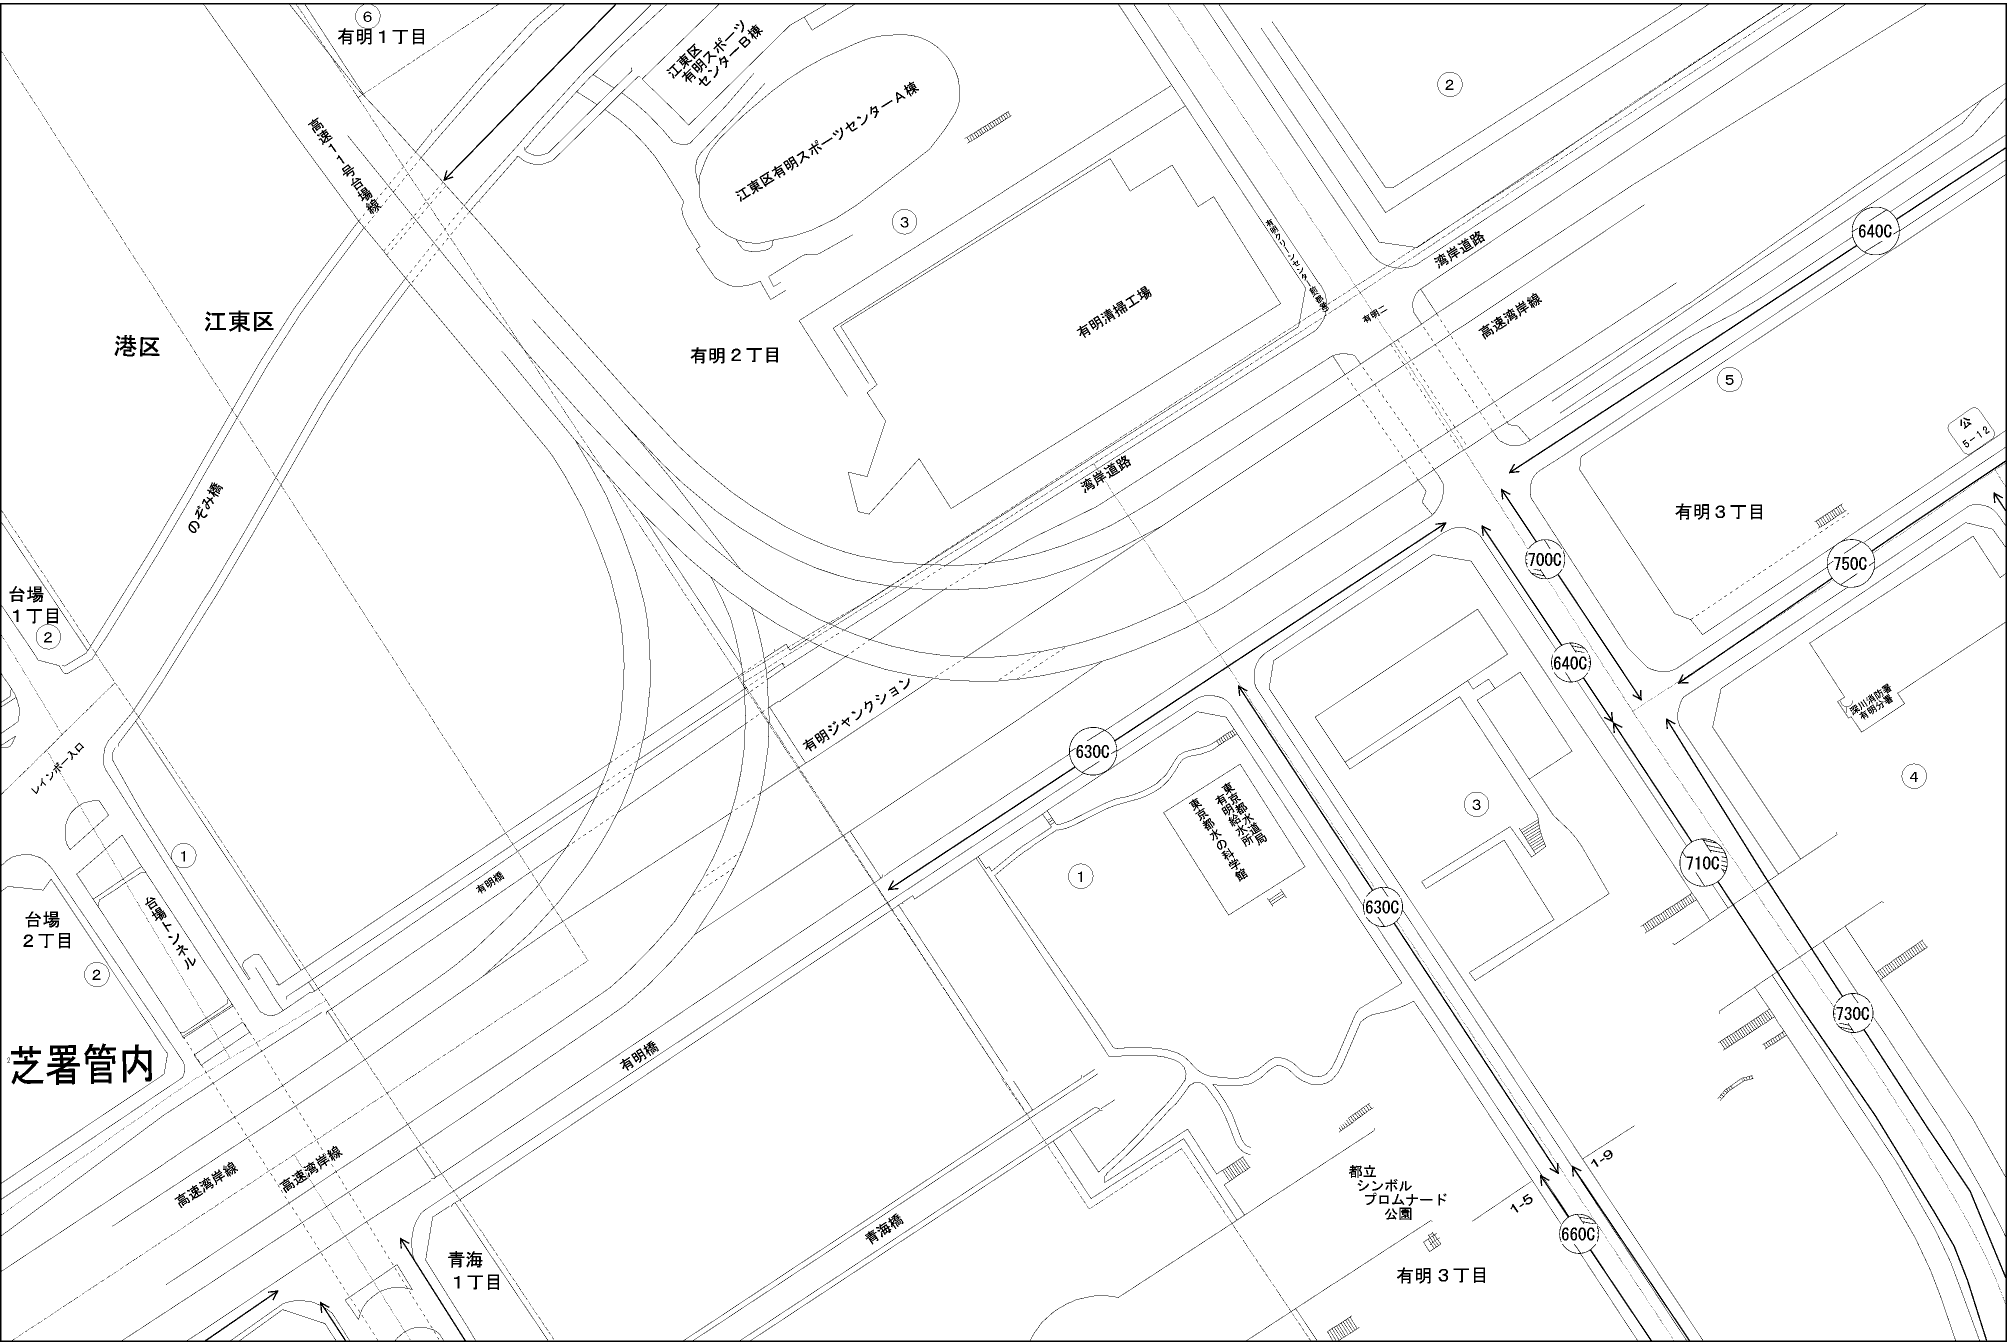 6
有明１丁目
江東区
有明スポーツ
センターＢ棟
高速１１号台場線
江東区有明スポーツセンターＡ棟
2
3
640C
湾岸道路
有明二
高速湾岸線
有明清掃工場
江東区
港区
有明２丁目
5
公
5-12
のぞみ橋
湾岸道路
有明３丁目
700C
750C
台場
１丁目
2
640C
深川消防署
有明分署
有明ジャンクション
630C
レインボー入口
東京都水道局
有明給水所
東京都水の科学館
3
4
1
台場トンネル
有明橋
1
710C
630C
台場
２丁目
2
730C
芝署管内
有明橋
高速湾岸線
高速湾岸線
1-9
都立
シンボル
プロムナード
公園
1-5
青海橋
660C
青海
１丁目
有明３丁目